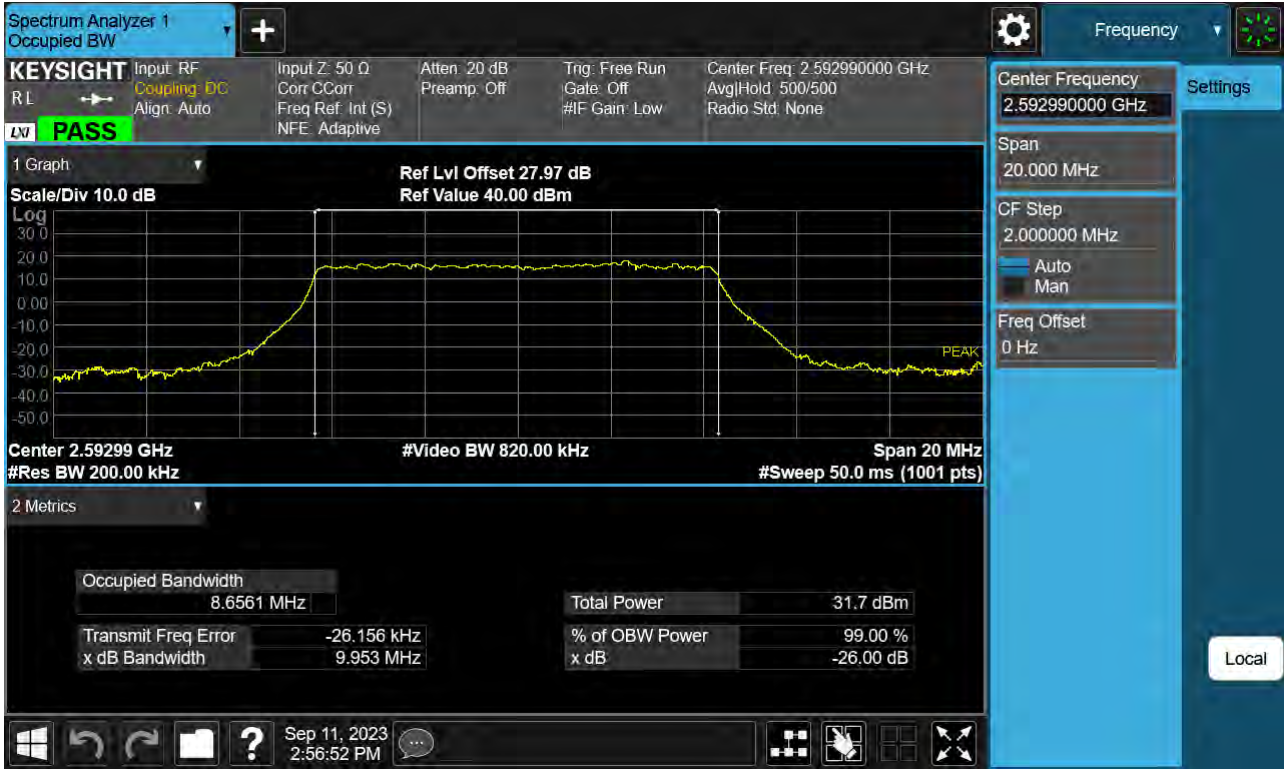 Spectrum Analyzer 1
Occupied BW
+
Frequency
KEYSIGHT
R L
LXI
PASS
Input: RF
Coupling: DC
Align: Auto
Input Z: 50 Ω
Corr CCorr
Freq Ref: Int (S)
NFE: Adaptive
Atten: 20 dB
Preamp: Off
Trig: Free Run
Gate: Off
#IF Gain: Low
Center Freq: 2.592990000 GHz
Avg|Hold: 500/500
Radio Std: None
1 Graph
Scale/Div 10.0 dB
Ref Lvl Offset 27.97 dB
Ref Value 40.00 dBm
Log
30.0
20.0
10.0
0.00
-10.0
-20.0
-30.0
-40.0
-50.0
PEAK
Center 2.59299 GHz
#Video BW 820.00 kHz
Span 20 MHz
#Res BW 200.00 kHz
#Sweep 50.0 ms (1001 pts)
2 Metrics
Occupied Bandwidth
8.6561 MHz
Total Power 31.7 dBm
Transmit Freq Error -26.156 kHz
% of OBW Power 99.00 %
x dB Bandwidth 9.953 MHz
x dB -26.00 dB
Center Frequency
2.592990000 GHz
Settings
Span
20.000 MHz
CF Step
2.000000 MHz
Auto
Man
Freq Offset
0 Hz
Local
?
Sep 11, 2023
2:56:52 PM